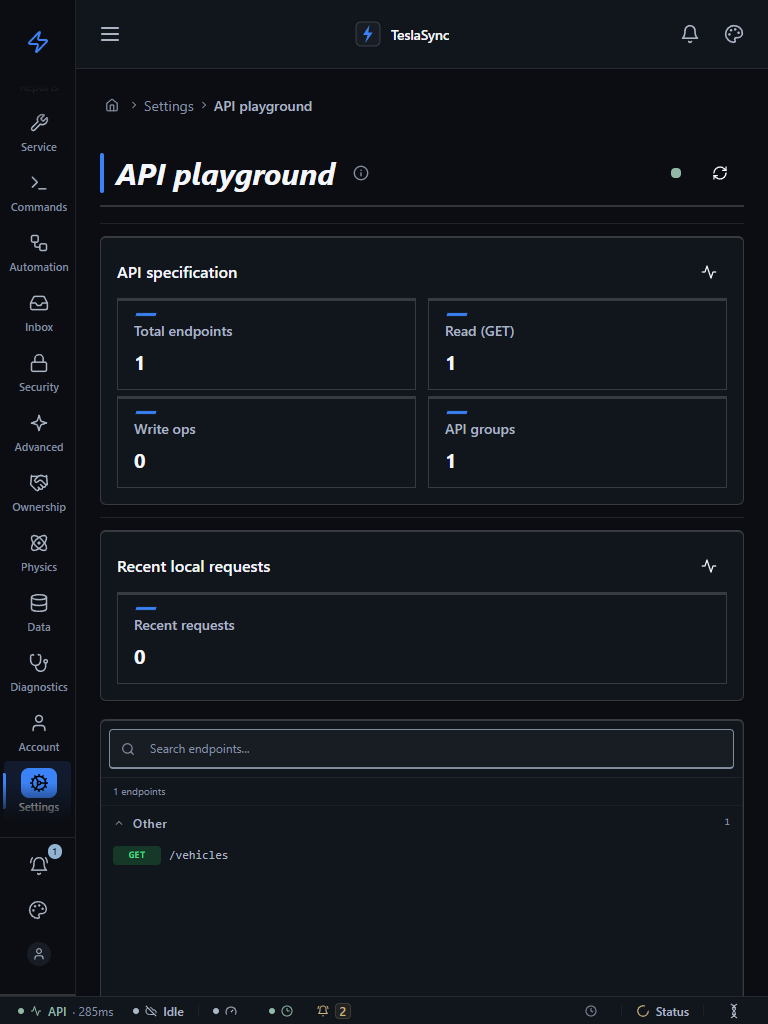 TeslaSync
Settings
API playground
API playground
Service
Commands
Automation
Inbox
Security
Advanced
Ownership
Physics
Data
Diagnostics
Account
Settings
1
API specification
Total endpoints
1
Read (GET)
1
Write ops
0
API groups
1
Recent local requests
Recent requests
0
Search endpoints...
1 endpoints
Other
1
GET /vehicles
API · 285ms
Idle
2
Status